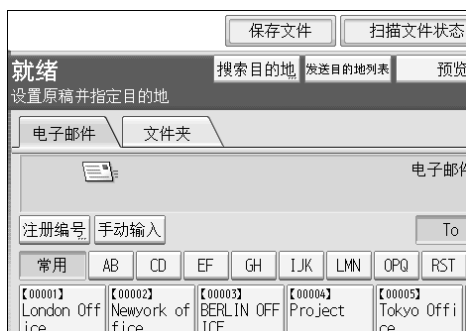 保存文件 扫描文件状态
就绪 搜索目的地 发送目的地列表 预览
设置原稿并指定目的地
电子邮件 文件夹
电子邮件
注册编号 手动输入 To
常用 AB CD EF GH IJK LMN OPQ RST
【00001】 【00002】 【00003】 【00004】 【00005】
London Off Newyork of BERLIN OFF Project Tokyo Offi
ice fice ICE ce